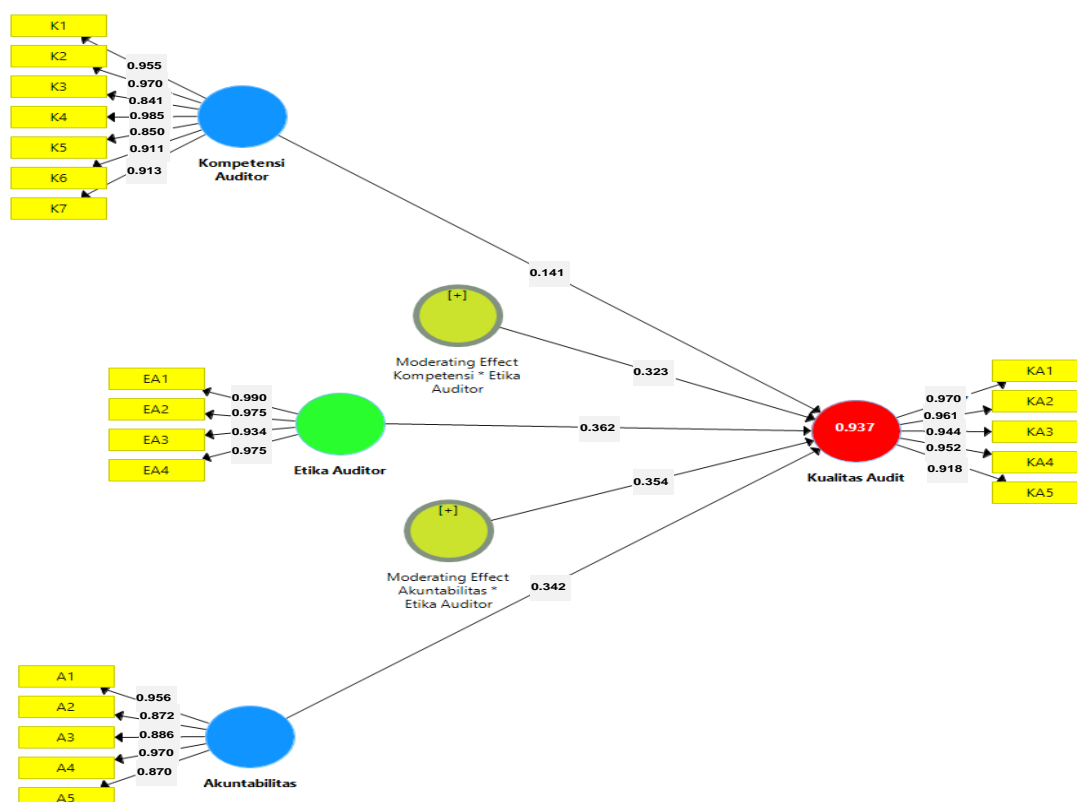 K1
K2
K3
K4
K5
K6
K7
0.955
0.970
0.841
0.985
0.850
0.911
0.913
Kompetensi
Auditor
0.141
[+]
Moderating Effect
Kompetensi * Etika
Auditor
0.323
EA1
EA2
EA3
EA4
0.990
0.975
0.934
0.975
Etika Auditor
0.362
[+]
Moderating Effect
Akuntabilitas *
Etika Auditor
0.354
0.937
Kualitas Audit
0.970
0.961
0.944
0.952
0.918
KA1
KA2
KA3
KA4
KA5
0.342
A1
A2
A3
A4
A5
0.956
0.872
0.886
0.970
0.870
Akuntabilitas